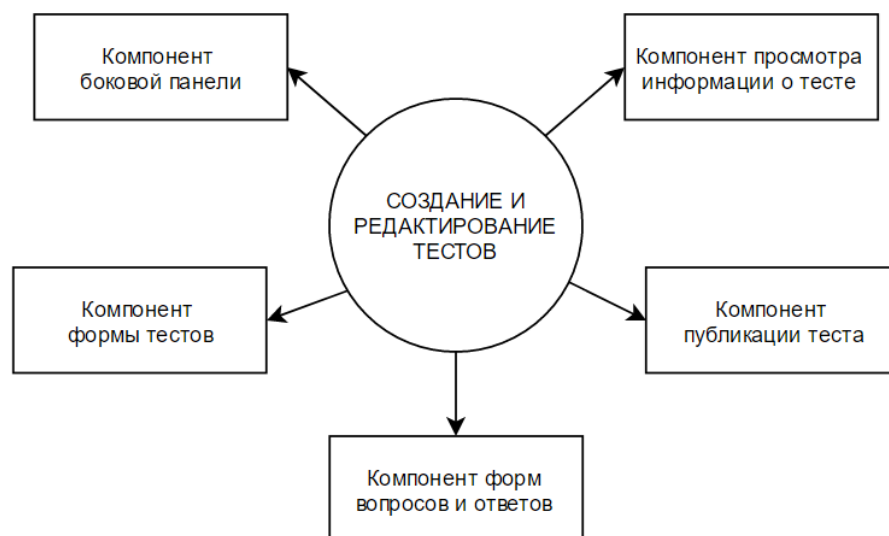 Компонент
боковой панели
Компонент просмотра
информации о тесте
СОЗДАНИЕ И
РЕДАКТИРОВАНИЕ
ТЕСТОВ
Компонент
формы тестов
Компонент
публикации теста
Компонент форм
вопросов и ответов